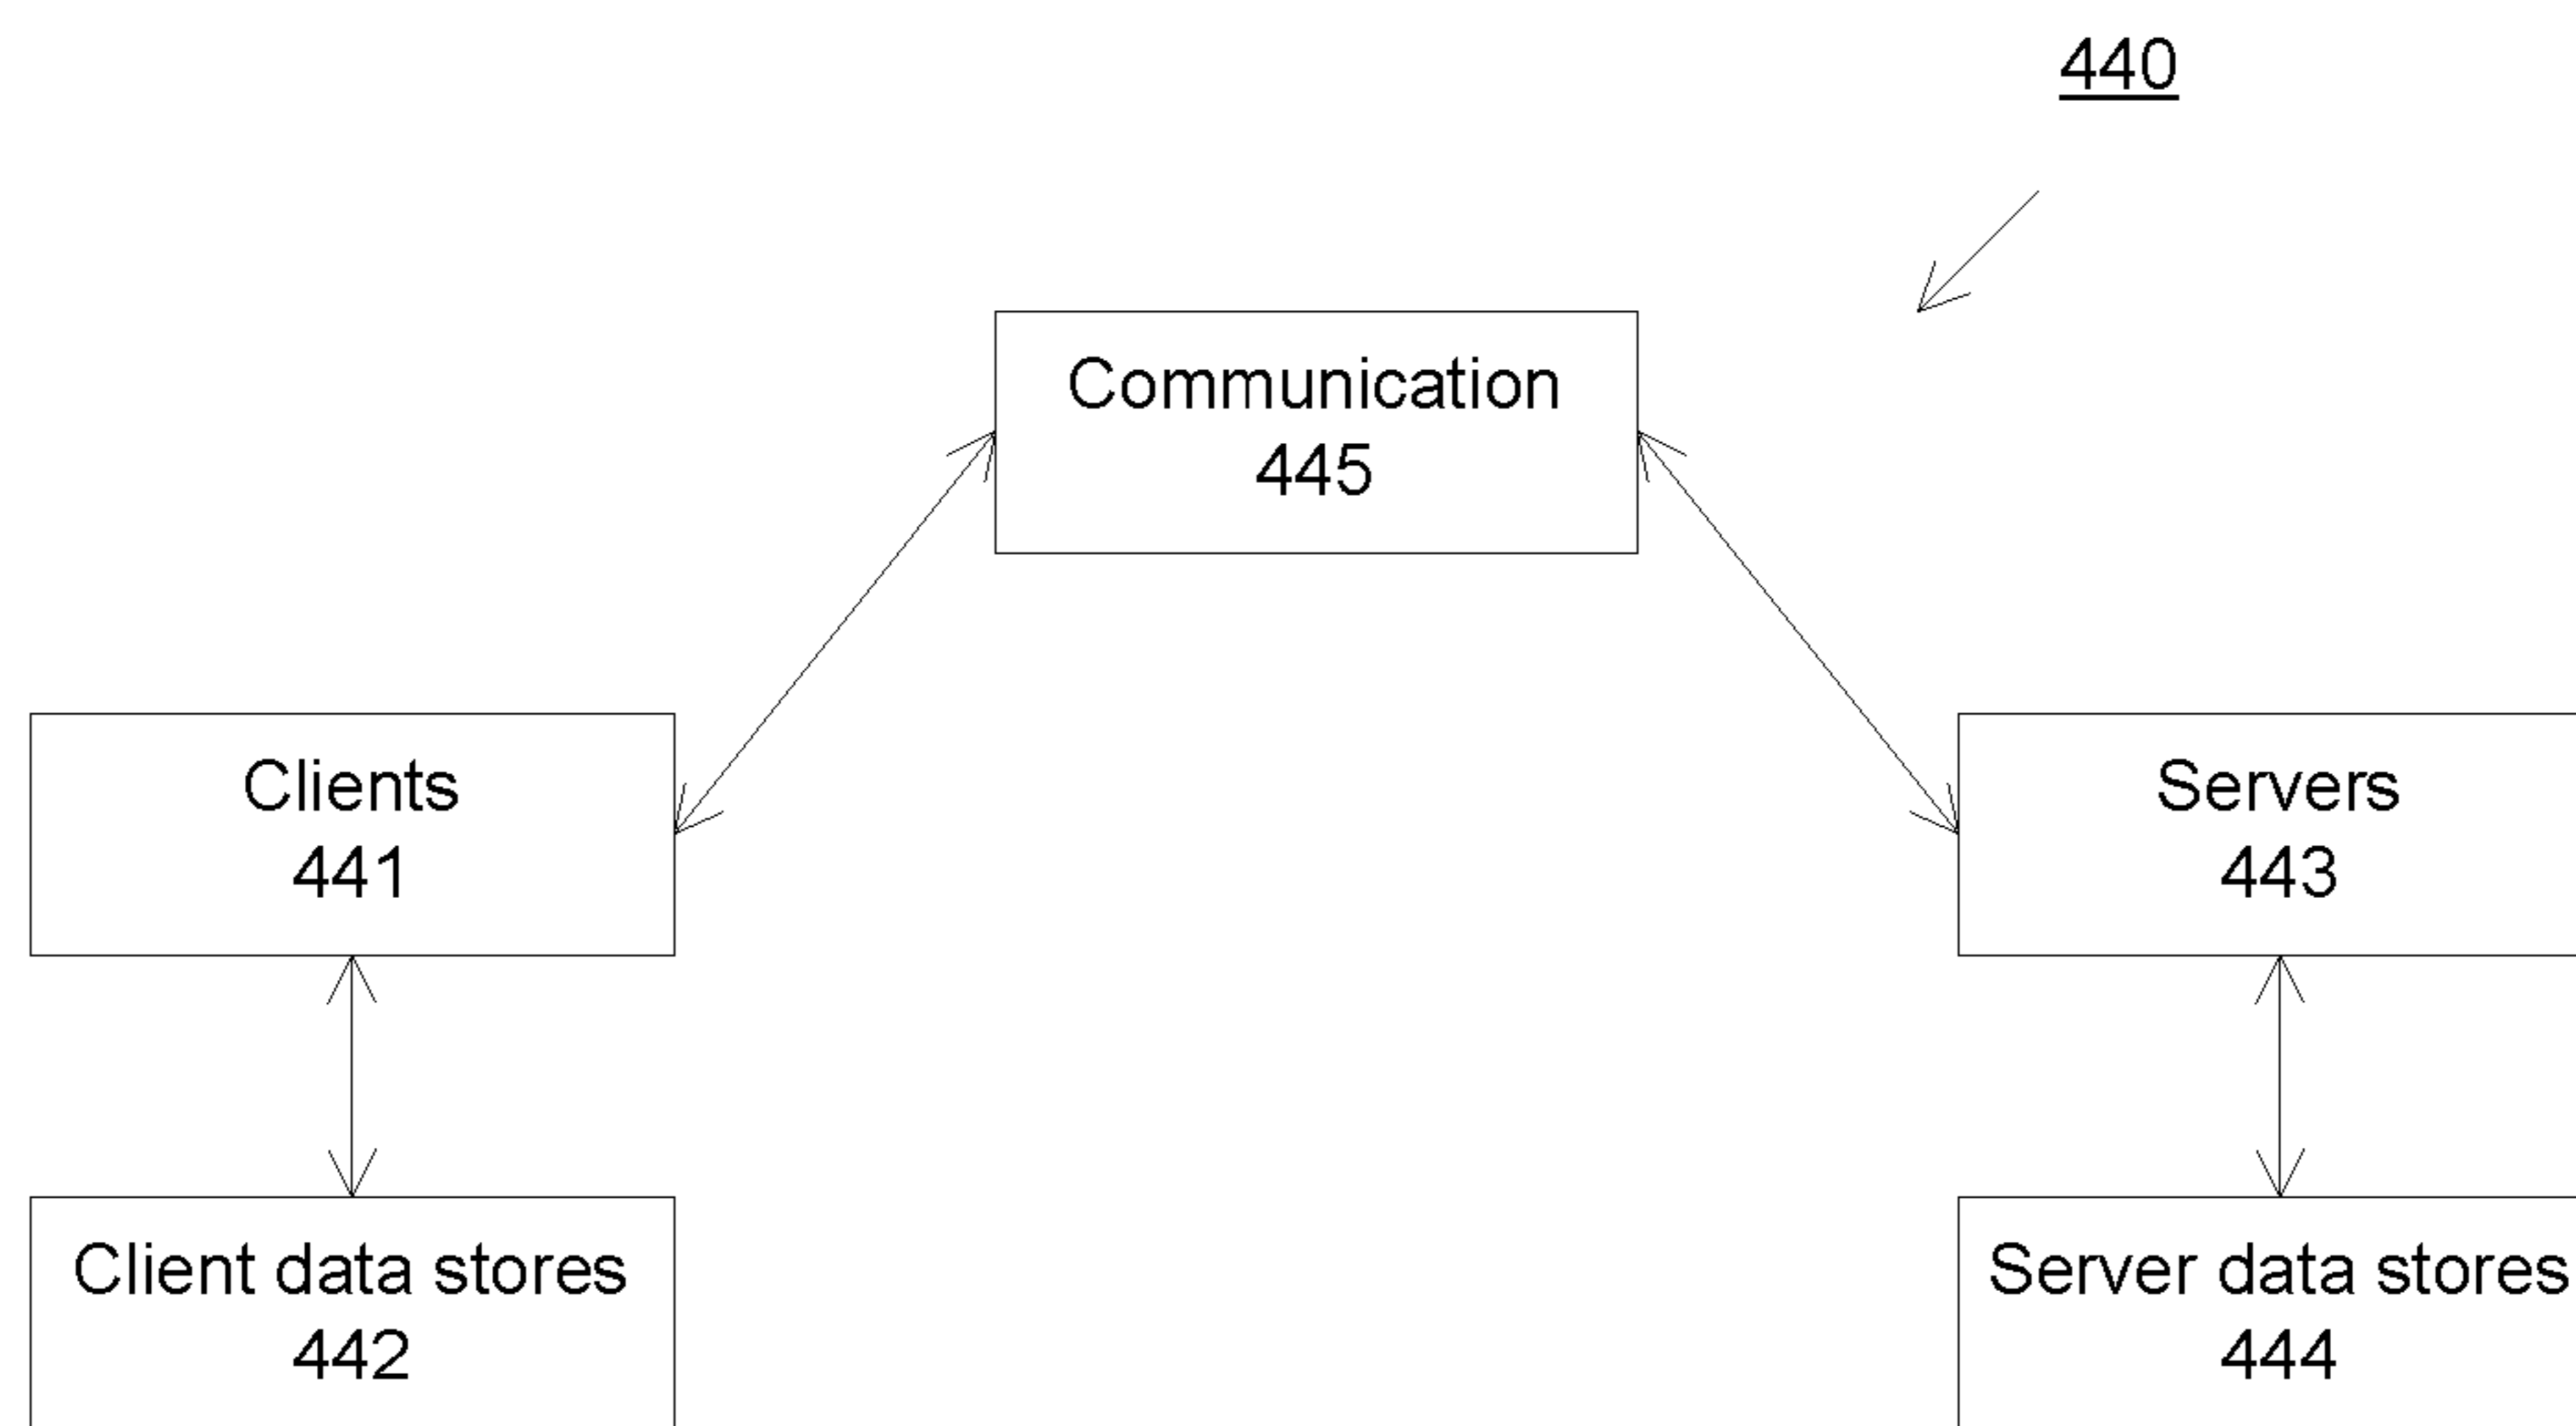 440
Communication
445
Clients
441
Servers
443
Client data stores
442
Server data stores
444